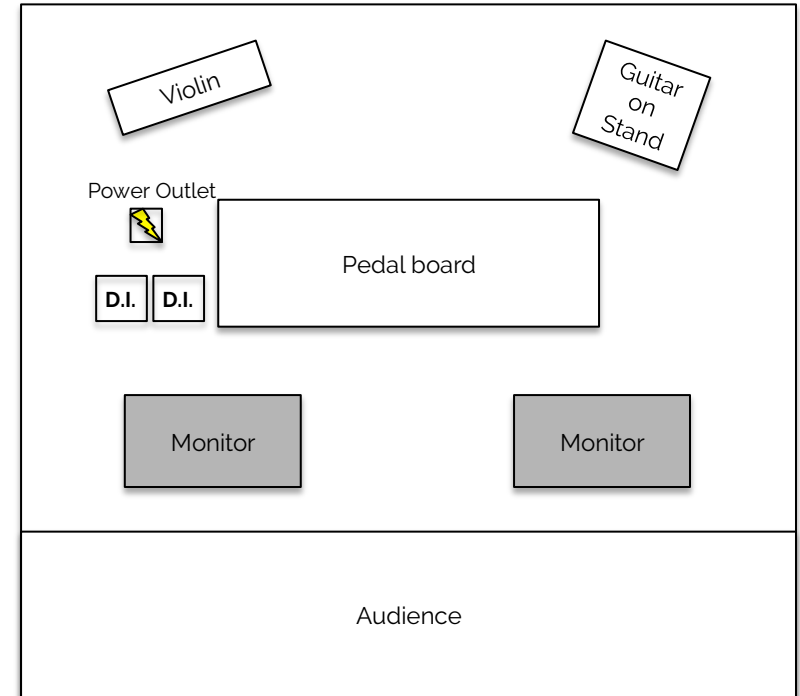 Violin
Guitar
on
Stand
Power Outlet
Pedal board
D.I.
D.I.
Monitor
Monitor
Audience